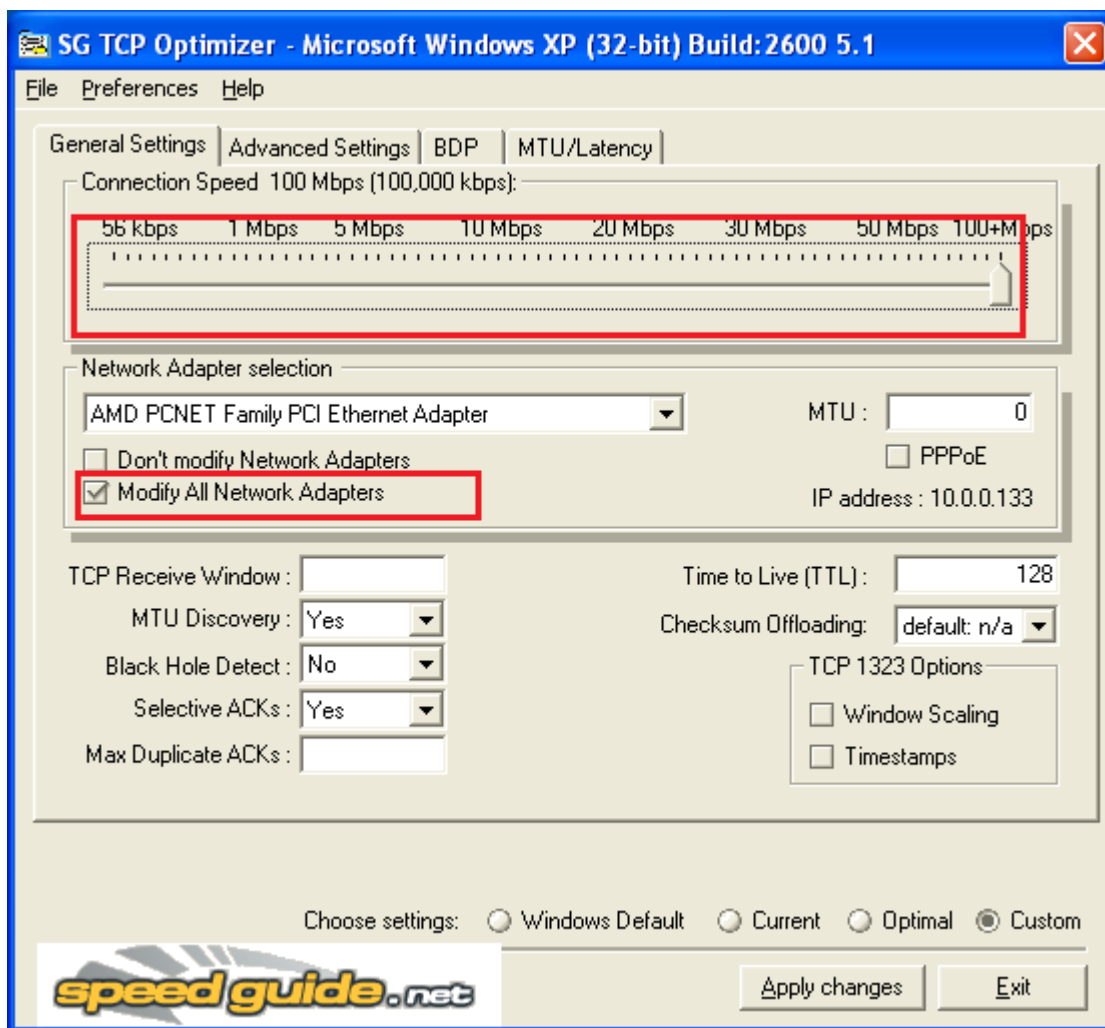 SG TCP Optimizer - Microsoft Windows XP (32-bit) Build:2600 5.1
File Preferences Help
General Settings Advanced Settings BDP MTU/Latency
Connection Speed 100 Mbps (100,000 kbps):
56 kbps 1 Mbps 5 Mbps 10 Mbps 20 Mbps 30 Mbps 50 Mbps 100+Mbps
Network Adapter selection
AMD PCNET Family PCI Ethernet Adapter MTU : 0
Don't modify Network Adapters PPPoE
Modify All Network Adapters IP address : 10.0.0.133
TCP Receive Window : Time to Live (TTL) : 128
MTU Discovery : Yes Checksum Offloading: default: n/a
Black Hole Detect : No TCP 1323 Options
Selective ACKs : Yes Window Scaling
Max Duplicate ACKs : Timestamps
Choose settings: Windows Default Current Optimal Custom
speedguide.net Apply changes Exit